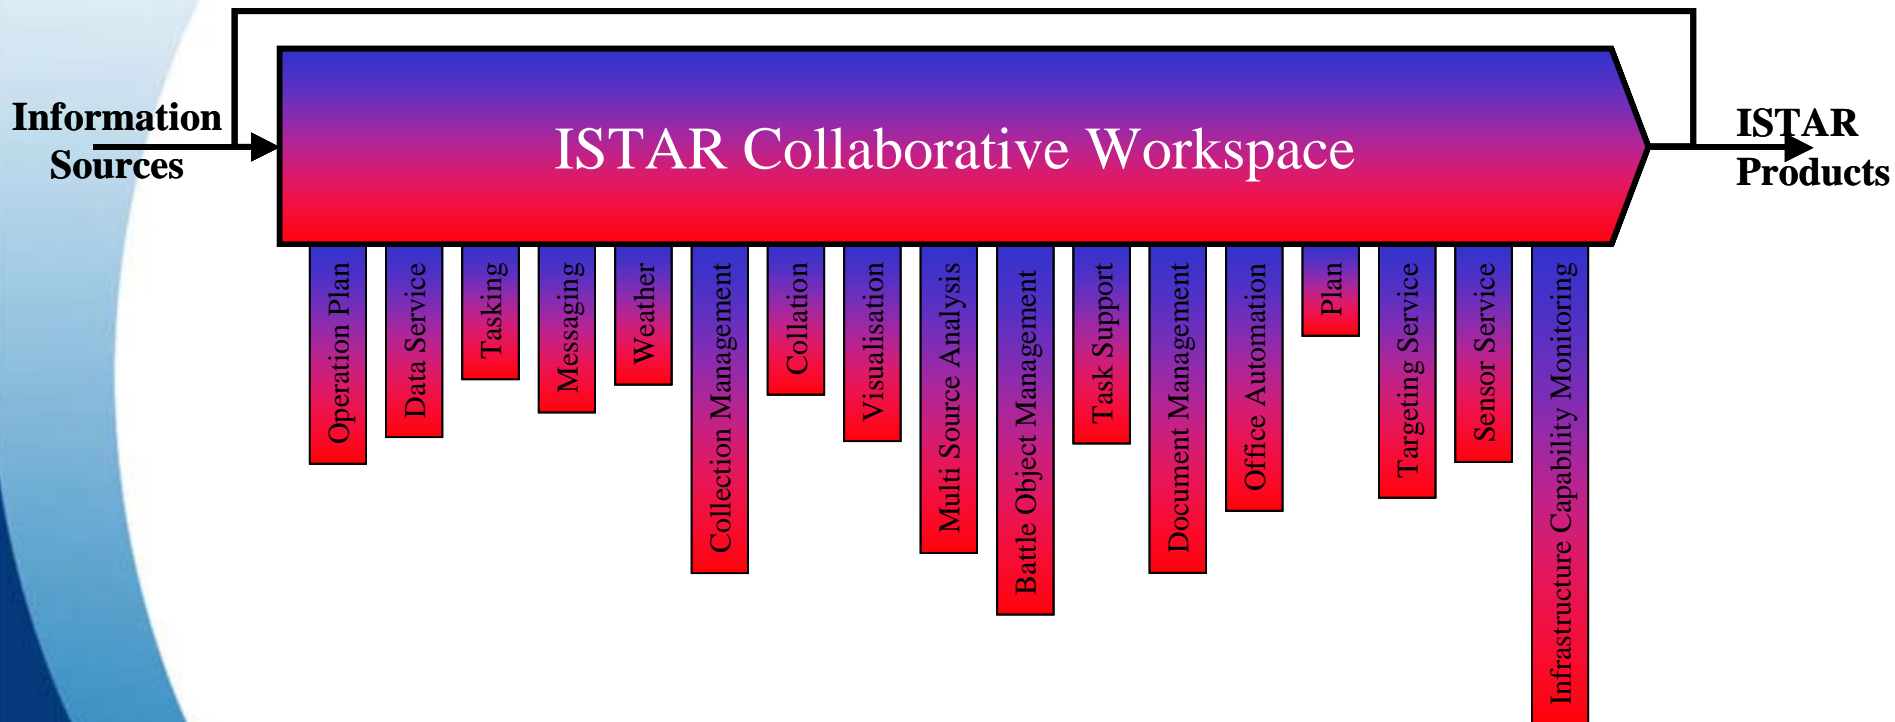 Information
Sources
ISTAR Collaborative Workspace
ISTAR
Products
Operation Plan
Data Service
Tasking
Messaging
Weather
Collection Management
Collation
Visualisation
Multi Source Analysis
Battle Object Management
Task Support
Document Management
Office Automation
Plan
Targeting Service
Sensor Service
Infrastructure Capability Monitoring